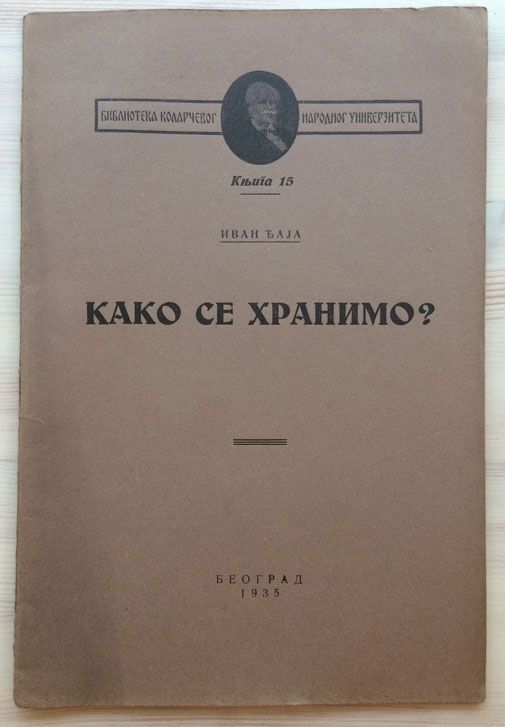 БИБЛИОТЕКА КОЛАРЧЕВОГ НАРОДНОГ УНИВЕРЗИТЕТА
Књига 15
ИВАН ЂАЈА
КАКО СЕ ХРАНИМО?
БЕОГРАД
1935